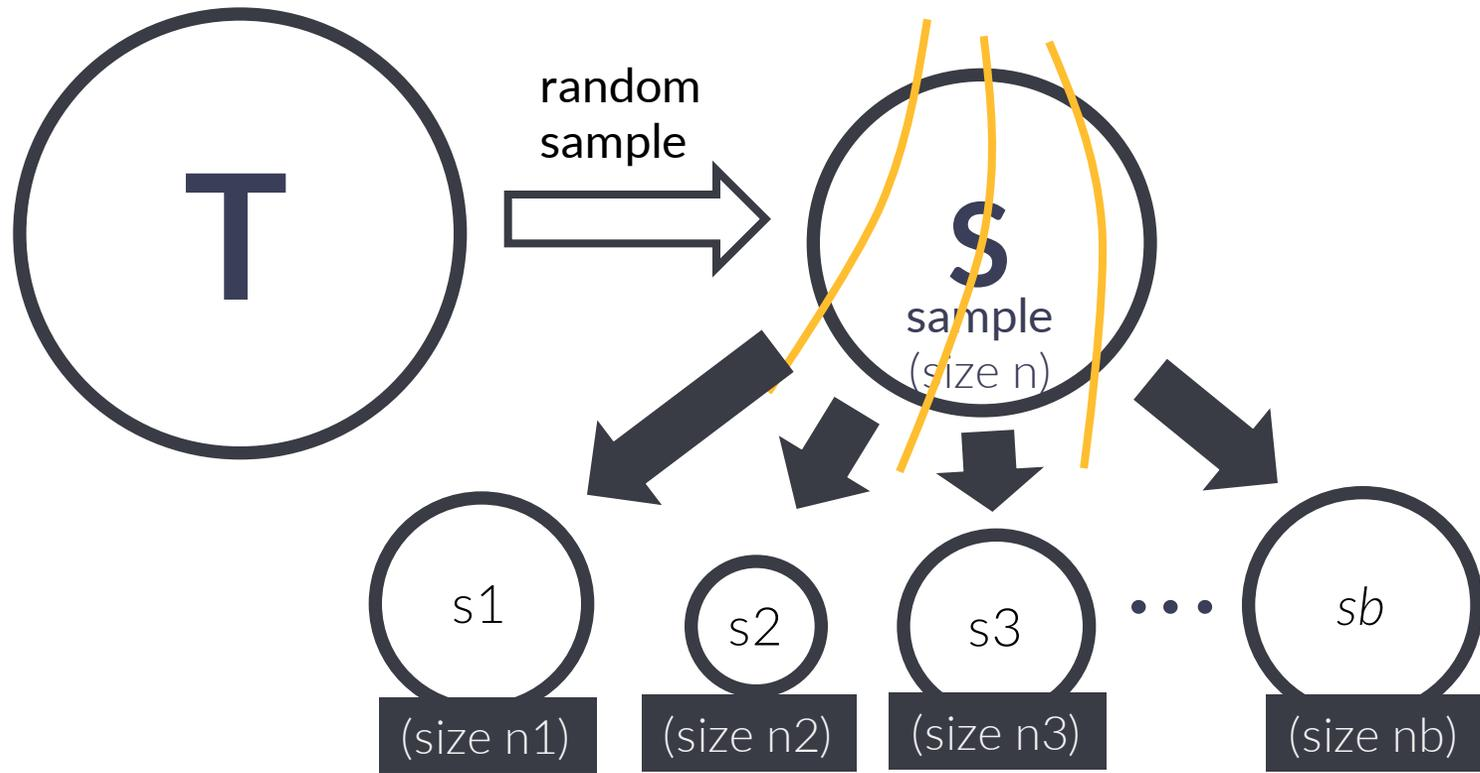 T
random
sample
S
sample
(size n)
s1
s2
s3
...
sb
(size n1)
(size n2)
(size n3)
(size nb)